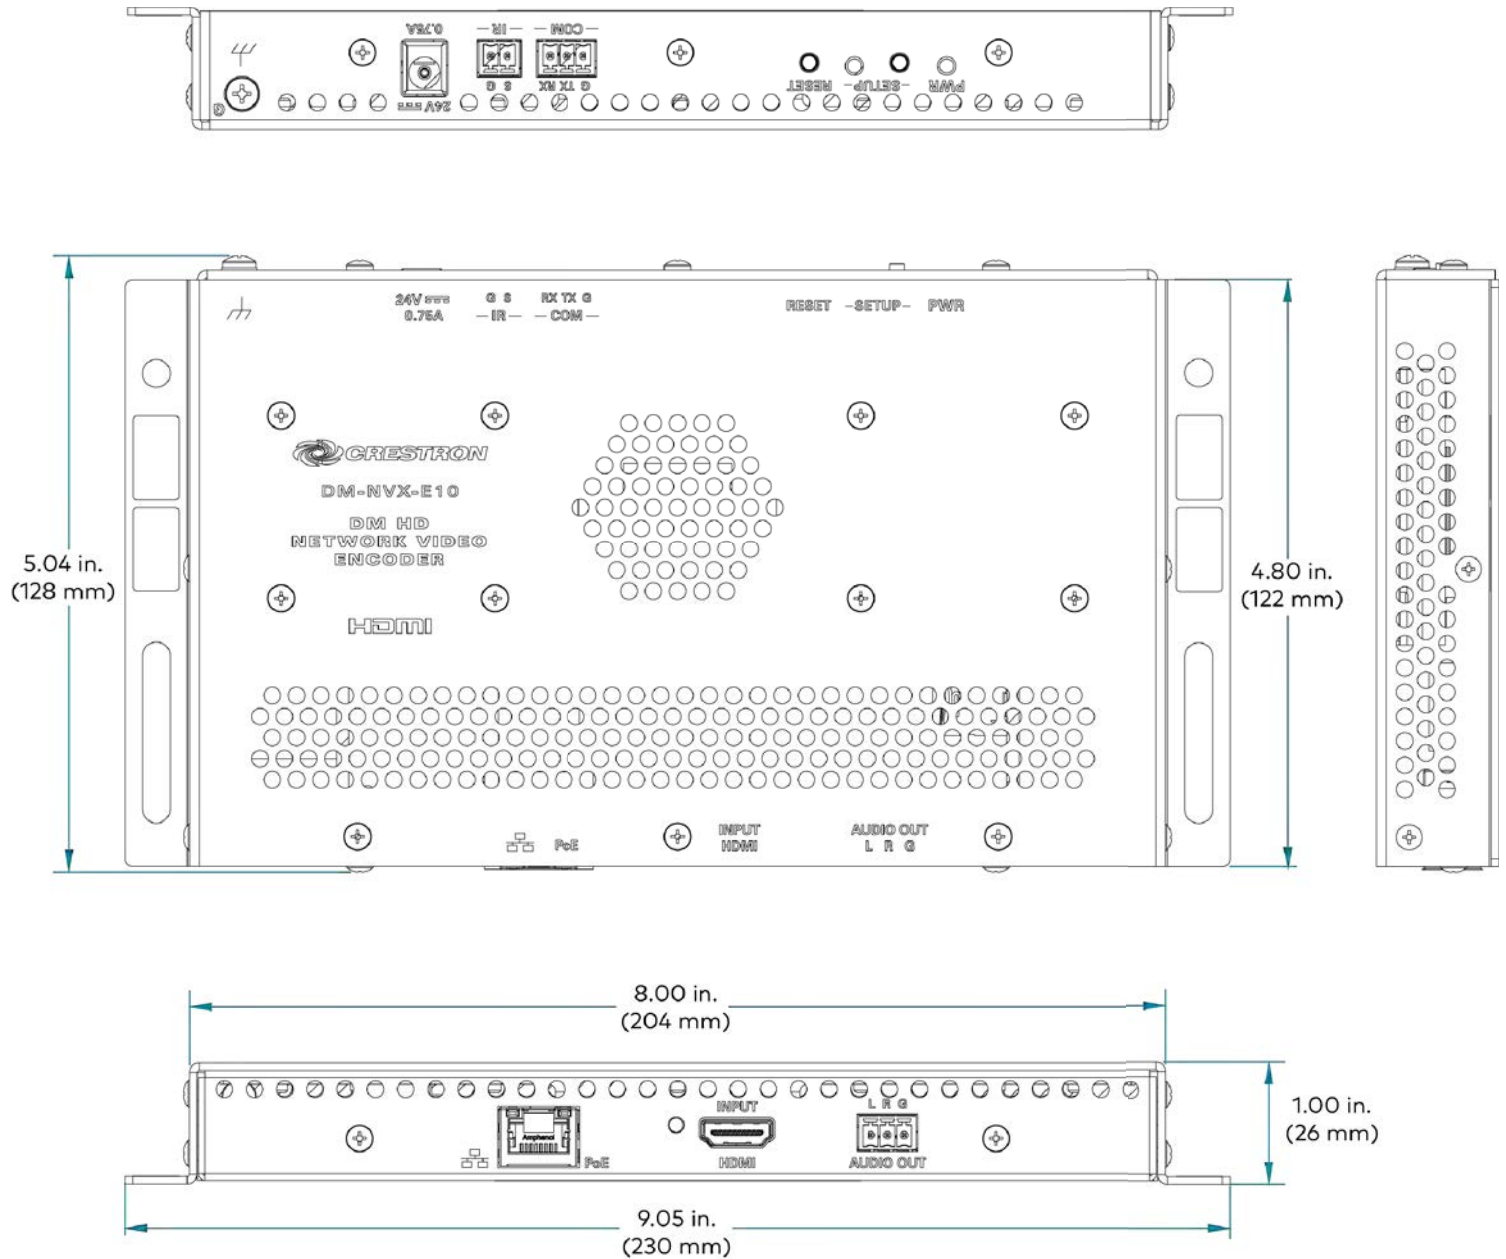 0.75A
IR
COM
G S
RX TX G
24V
G
RESET
SETUP
PWR
24V
0.75A
G S
IR
RX TX G
COM
RESET
SETUP
PWR
CRESTRON
DM-NVX-E10
DM HD
NETWORK VIDEO
ENCODER
HDMI
5.04 in.
(128 mm)
4.80 in.
(122 mm)
PoE
INPUT
HDMI
AUDIO OUT
L R G
8.00 in.
(204 mm)
L R G
INPUT
Amphenol
PoE
HDMI
AUDIO OUT
1.00 in.
(26 mm)
9.05 in.
(230 mm)